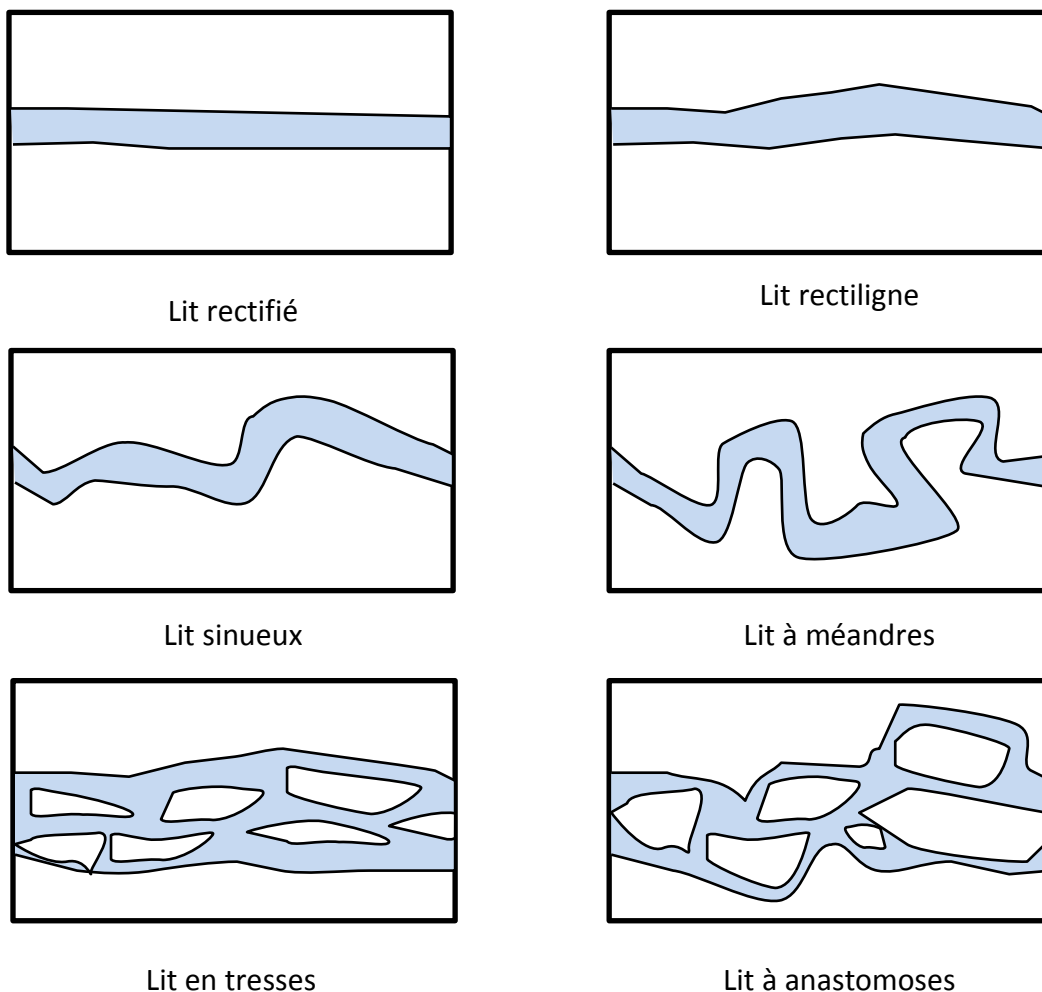 Lit rectifié
Lit rectiligne
Lit sinueux
Lit à méandres
Lit en tresses
Lit à anastomoses